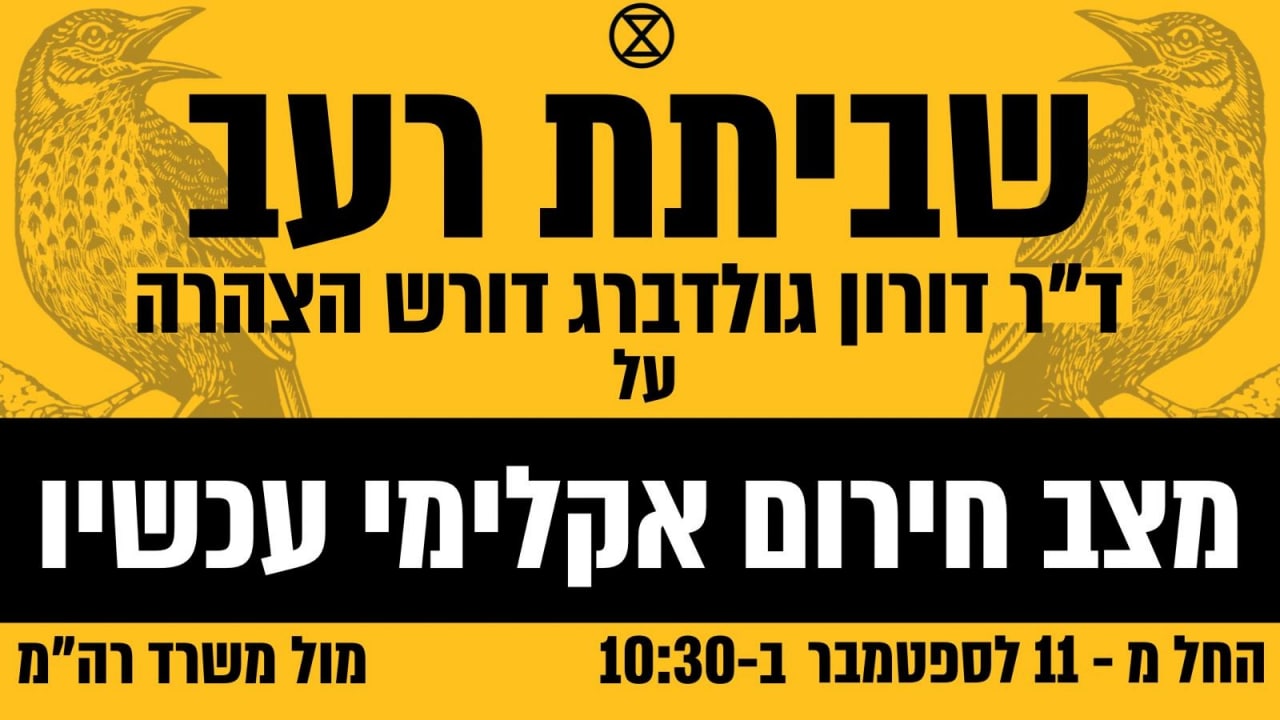 שביתת רעב
ד"ר דורון גולדברג דורש הצהרה
על
מצב חירום אקלימי עכשיו
החל מ - 11 לספטמבר ב-10:30
מול משרד רה"מ